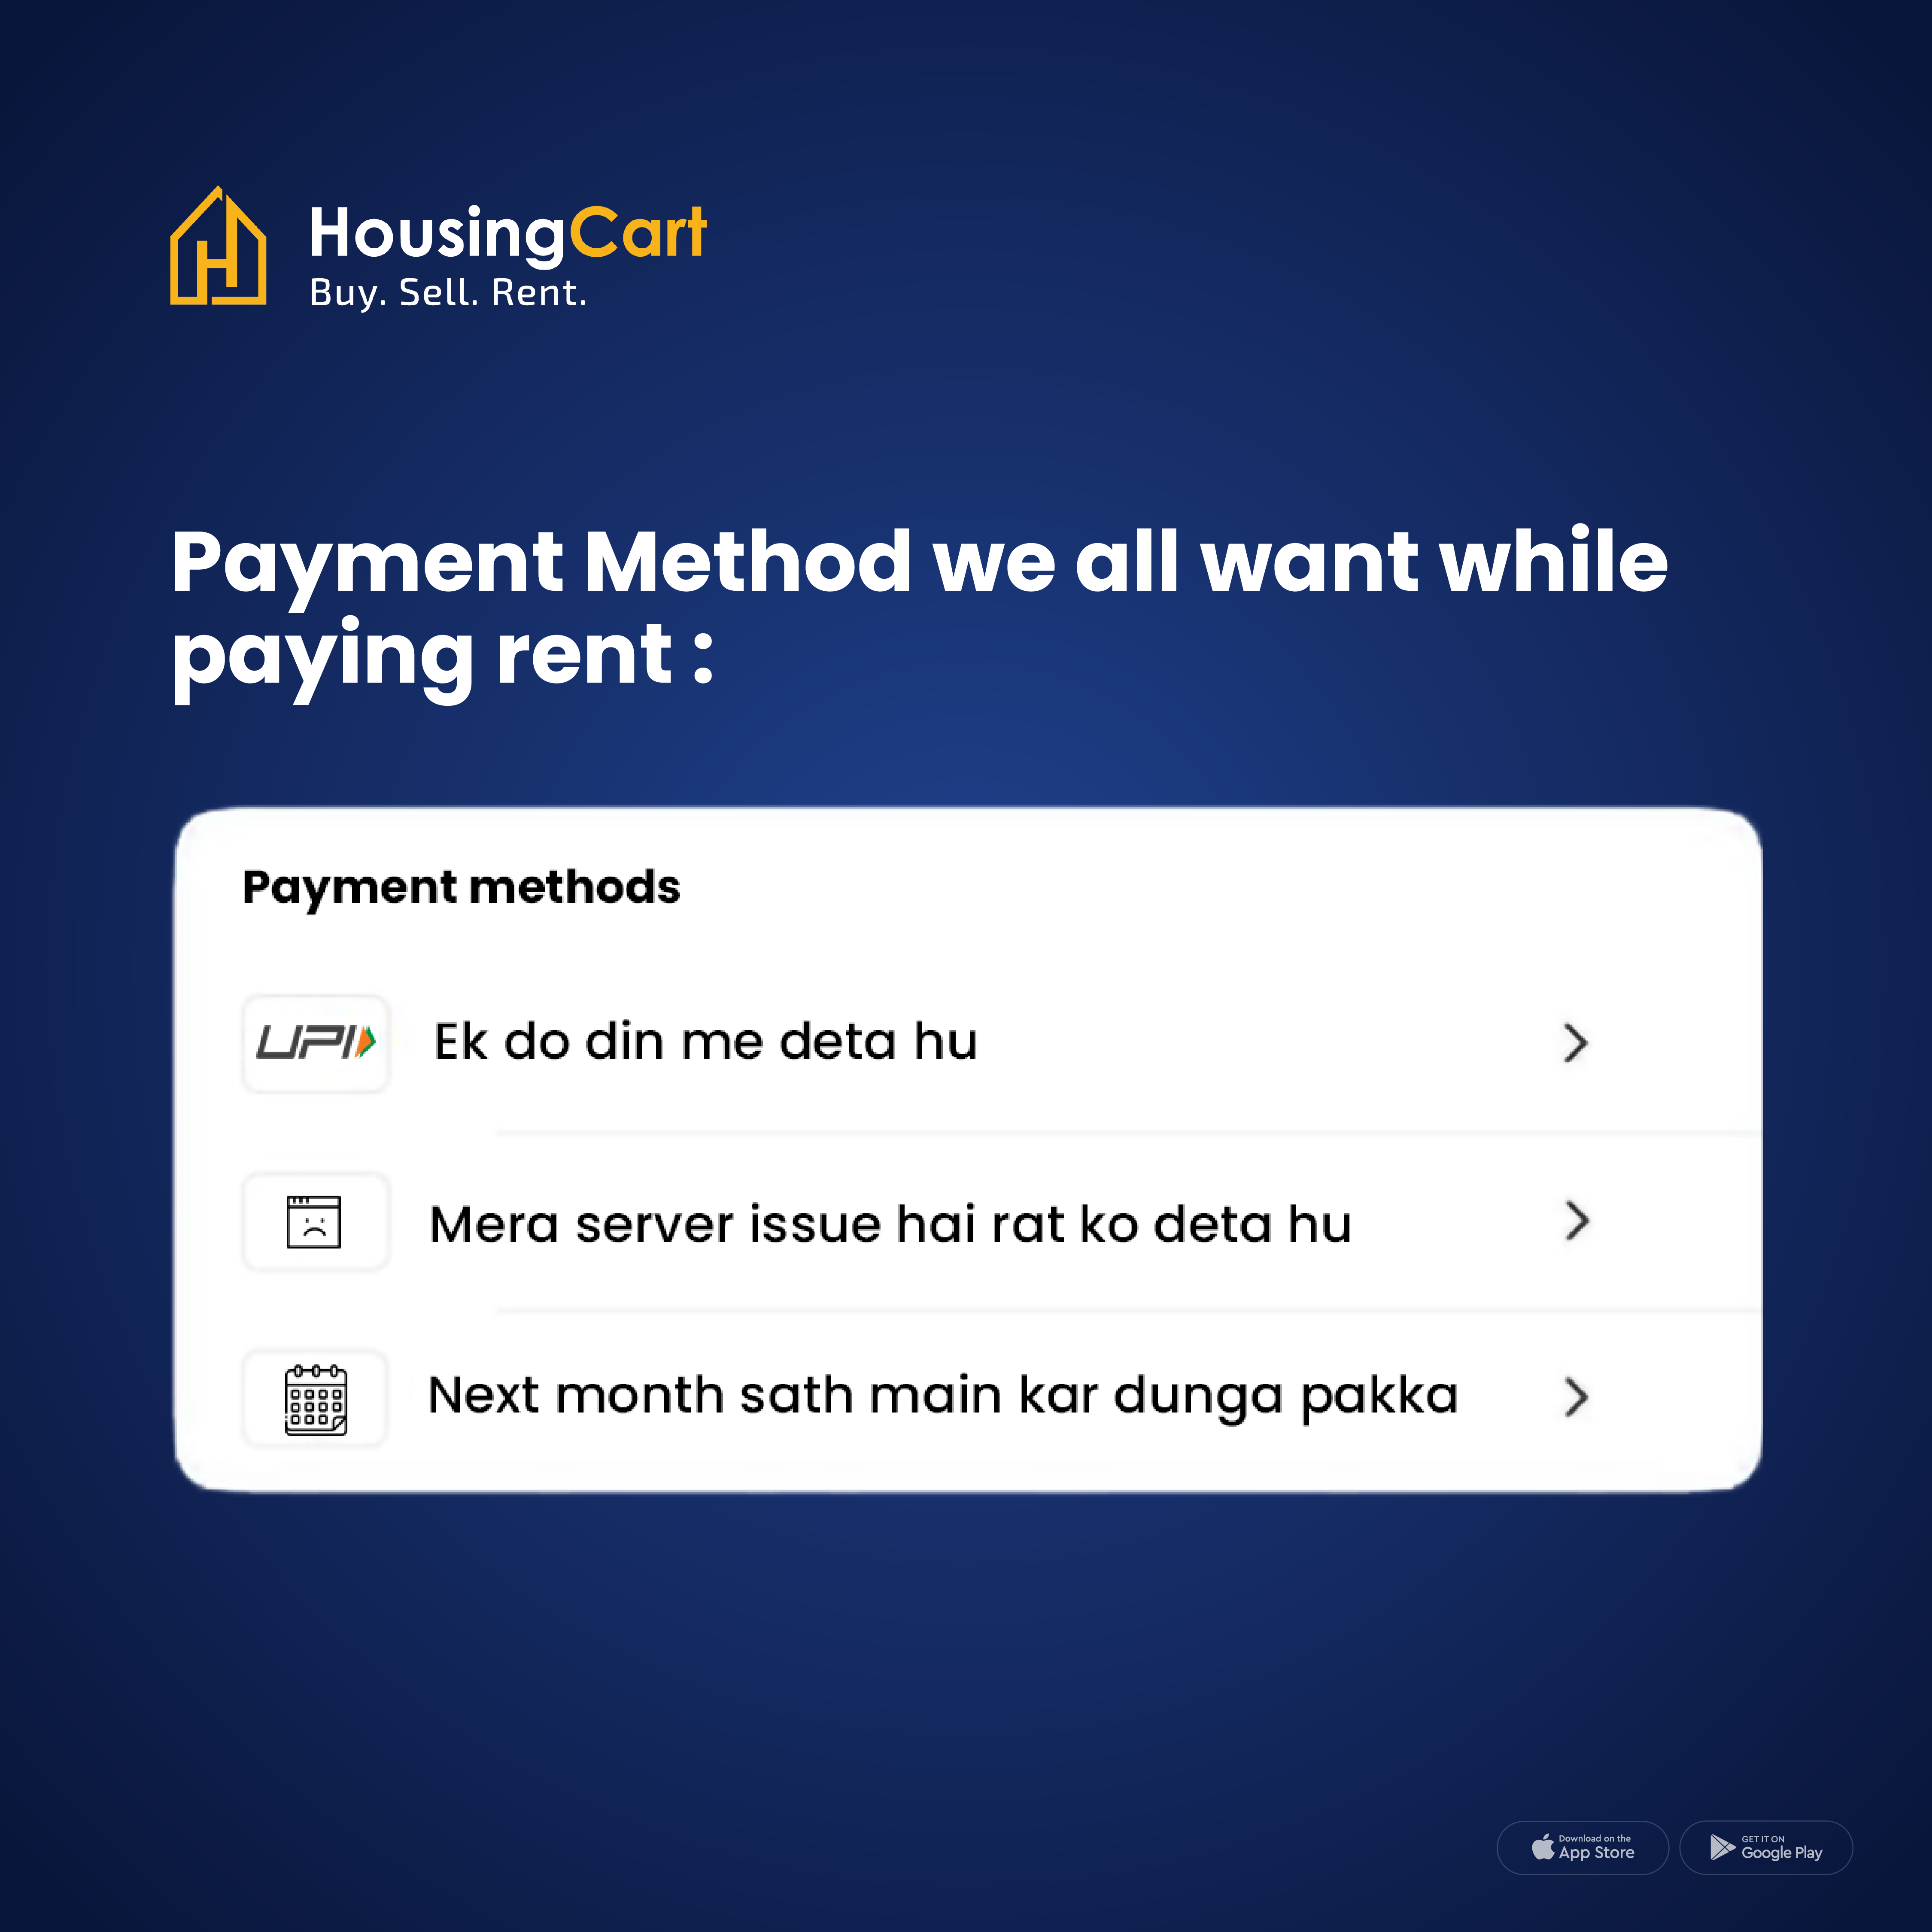 HousingCart
Buy. Sell. Rent.
Payment Method we all want while
paying rent :
Payment methods
UPI
Ek do din me deta hu
Mera server issue hai rat ko deta hu
Next month sath main kar dunga pakka
Download on the
App Store
GET IT ON
Google Play